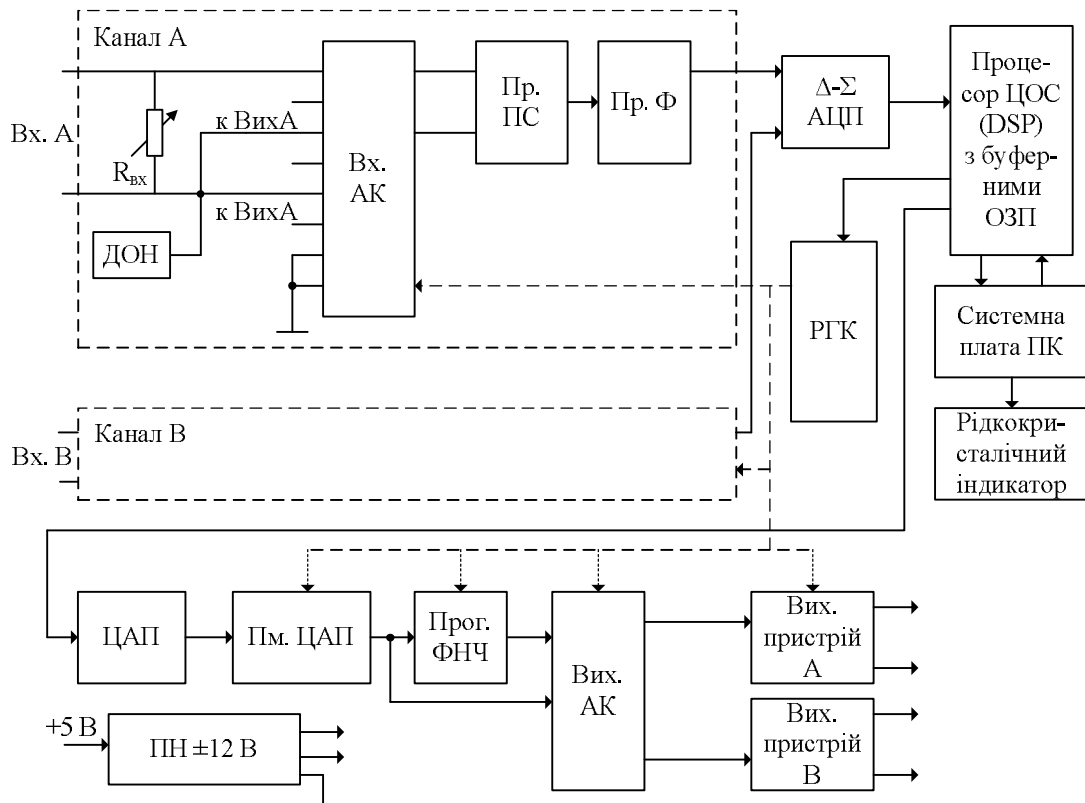 Канал А
Вх. А
Rвх
к ВихА
к ВихА
ДОН
Вх.
АК
Пр.
ПС
Пр. Ф
Δ-Σ
АЦП
Проце-
сор ЦОС
(DSP)
з буфер-
ними
ОЗП
РГК
Системна
плата ПК
Рідкокри-
сталічний
індикатор
Канал В
Вх. В
ЦАП
Пм. ЦАП
Прог.
ФНЧ
Вих.
АК
Вих.
пристрій
А
Вих.
пристрій
В
+5 В
ПН ±12 В